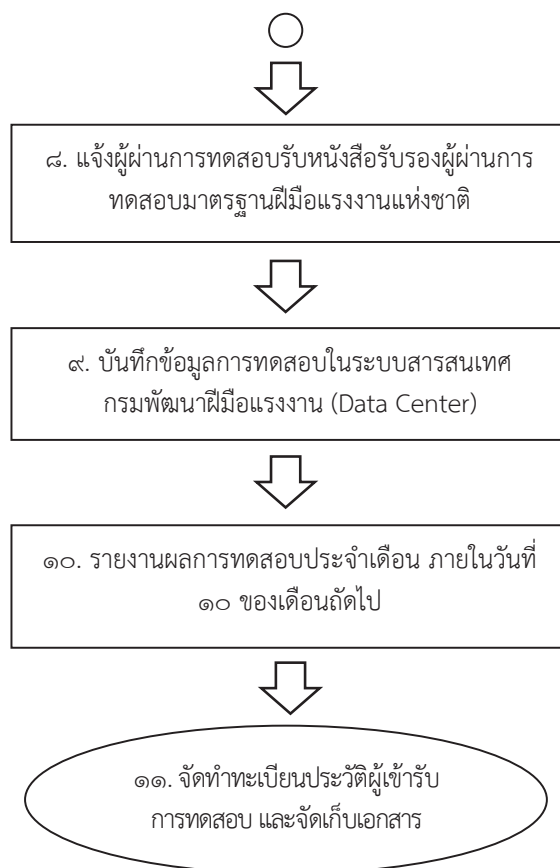 ๘. แจ้งผู้ผ่านการทดสอบรับหนังสือรับรองผู้ผ่านการ
ทดสอบมาตรฐานฝีมือแรงงานแห่งชาติ
๙. บันทึกข้อมูลการทดสอบในระบบสารสนเทศ
กรมพัฒนาฝีมือแรงงาน (Data Center)
๑๐. รายงานผลการทดสอบประจำเดือน ภายในวันที่
๑๐ ของเดือนถัดไป
๑๑. จัดทำทะเบียนประวัติผู้เข้ารับ
การทดสอบ และจัดเก็บเอกสาร